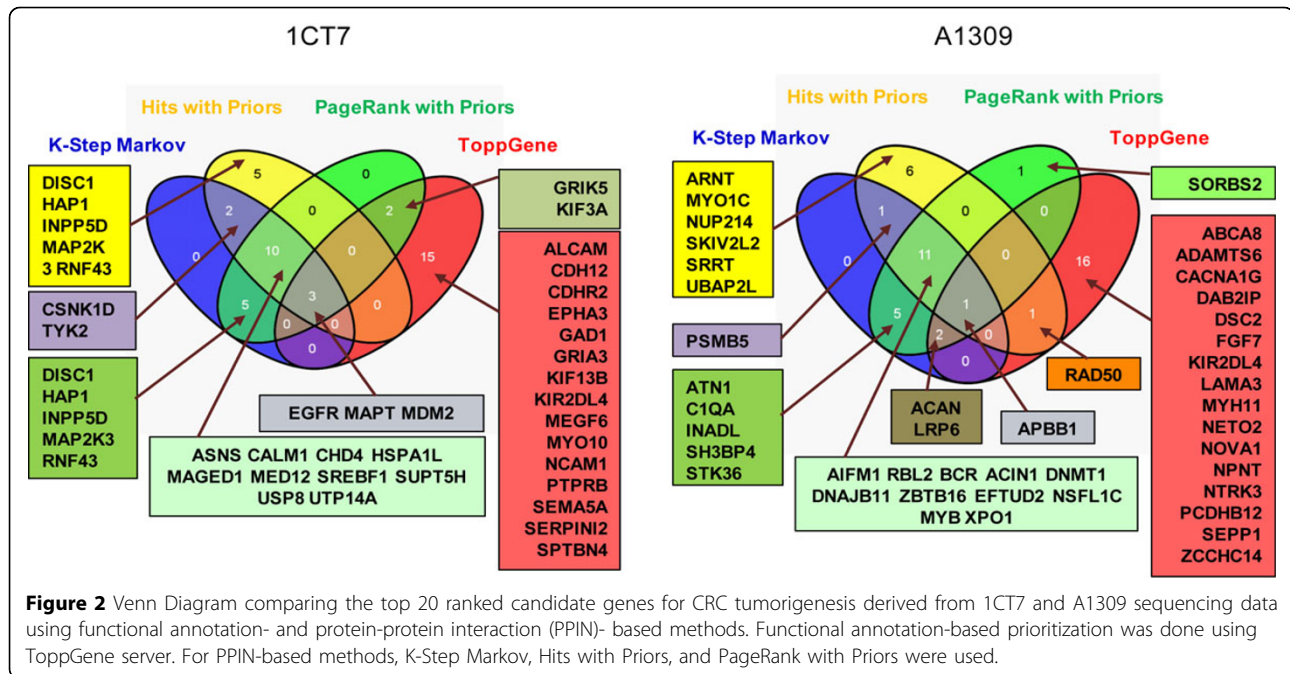 1CT7
Hits with Priors
PageRank with Priors
K-Step Markov
ToppGene
DISC1
HAP1
INPP5D
MAP2K
3 RNF43
CSNK1D
TYK2
DISC1
HAP1
INPP5D
MAP2K3
RNF43
5
0
2
0
2
0
10
0
15
5
3
0
0
0
0
GRIK5
KIF3A
ALCAM
CDH12
CDHR2
EPHA3
GAD1
GRIA3
KIF13B
KIR2DL4
MEGF6
MYO10
NCAM1
PTPRB
SEMA5A
SERPINI2
SPTBN4
EGFR MAPT MDM2
ASNS CALM1 CHD4 HSPA1L
MAGED1 MED12 SREBF1 SUPT5H
USP8 UTP14A
A1309
Hits with Priors
PageRank with Priors
K-Step Markov
ToppGene
ARNT
MYO1C
NUP214
SKIV2L2
SRRT
UBAP2L
PSMB5
ATN1
C1QA
INADL
SH3BP4
STK36
6
1
1
0
0
0
11
0
16
5
1
1
2
0
0
SORBS2
ABCA8
ADAMTS6
CACNA1G
DAB2IP
DSC2
FGF7
KIR2DL4
LAMA3
MYH11
NETO2
NOVA1
NPNT
NTRK3
PCDHB12
SEPP1
ZCCHC14
RAD50
ACAN
LRP6
APBB1
AIFM1 RBL2 BCR ACIN1 DNMT1
DNAJB11 ZBTB16 EFTUD2 NSFL1C
MYB XPO1
Figure 2 Venn Diagram comparing the top 20 ranked candidate genes for CRC tumorigenesis derived from 1CT7 and A1309 sequencing data
using functional annotation- and protein-protein interaction (PPIN)- based methods. Functional annotation-based prioritization was done using
ToppGene server. For PPIN-based methods, K-Step Markov, Hits with Priors, and PageRank with Priors were used.